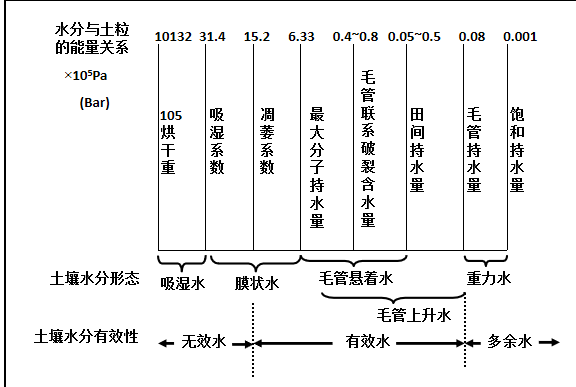 水分与土粒
的能量关系
×10⁵Pa
(Bar)
10132 31.4 15.2 6.33 0.4~0.8 0.05~0.5 0.08 0.001
105烘干重
吸湿系数
凋萎系数
最大分子持水量
毛管联系破裂含水量
田间持水量
毛管持水量
饱和持水量
土壤水分形态 吸湿水 膜状水 毛管悬着水 重力水
毛管上升水
土壤水分有效性 无效水 有效水 多余水